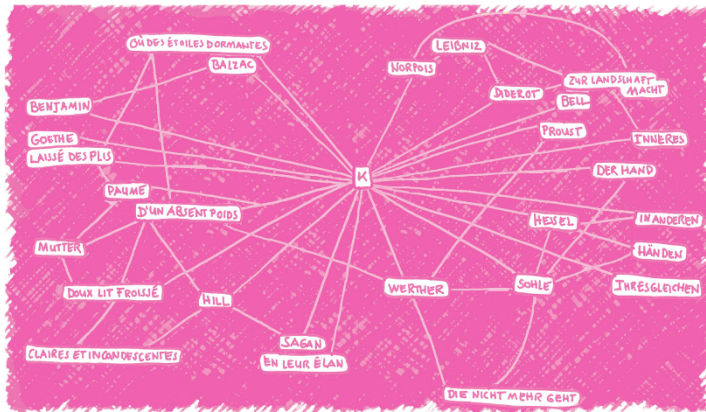 OÙ DES ÉTOILES DORMANTES
BALZAC
LEIBNIZ
NORPOIS
DIDEROT
ZUR LANDSCHAFT
MACHT
BELL
BENJAMIN
GOETHE
LAISSÉ DES PLIS
PROUST
INNERES
K
DER HAND
PAUME
D'UN ABSENT POIDS
HESSEL
IN ANDEREN
MUTTER
HÄNDEN
DOUX LIT FROISSÉ
HILL
WERTHER
SOHLE
IHRESGLEICHEN
CLAIRES ET INCANDESCENTES
SAGAN
EN LEUR ÉLAN
DIE NICHT MEHR GEHT